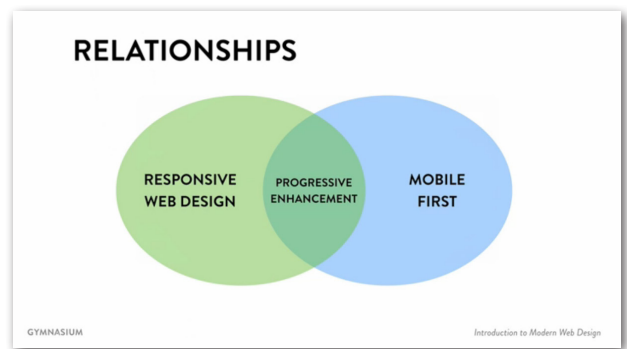 RELATIONSHIPS
RESPONSIVE
WEB DESIGN
PROGRESSIVE
ENHANCEMENT
MOBILE
FIRST
GYMNASIUM
Introduction to Modern Web Design